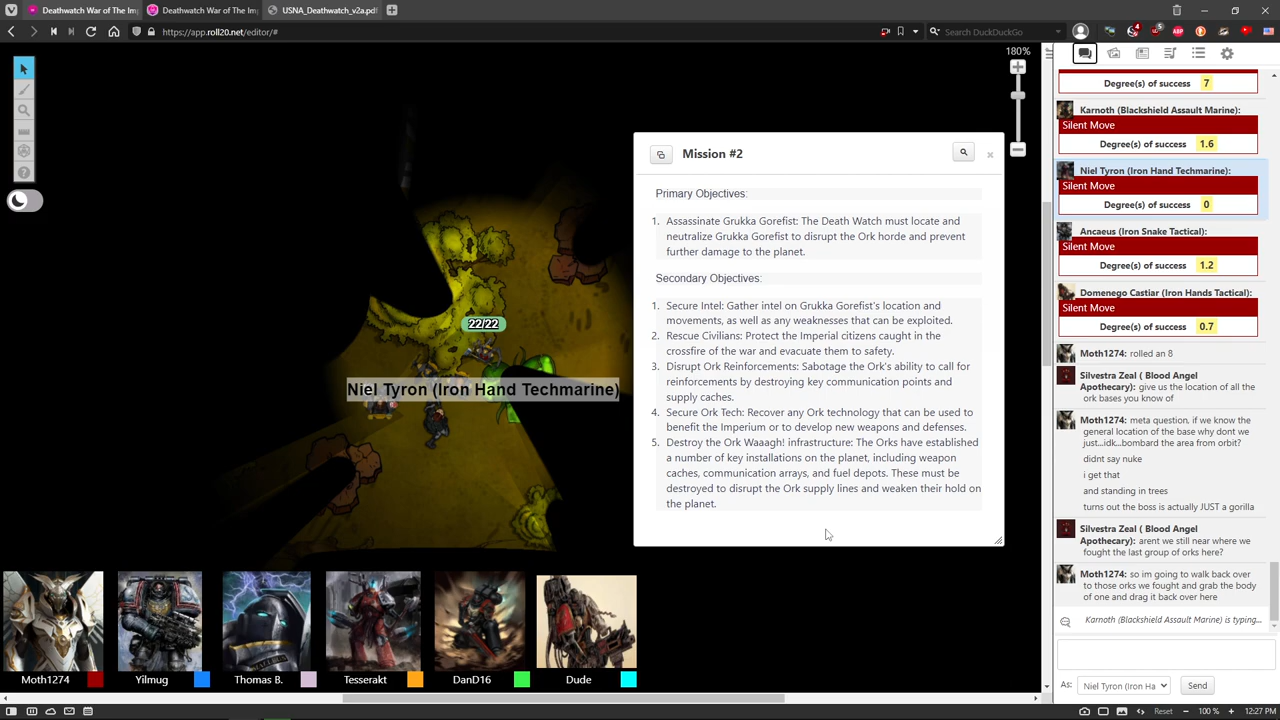 Deathwatch War of The Im
Deathwatch War of The Im
USNA_Deathwatch_v2a.pdf
https://app.roll20.net/editor/#
Search DuckDuckGo
180%
22/22
Niel Tyron (Iron Hand Techmarine)
Mission #2
Primary Objectives:
1. Assassinate Grukka Gorefist: The Death Watch must locate and
neutralize Grukka Gorefist to disrupt the Ork horde and prevent
further damage to the planet.
Secondary Objectives:
1. Secure Intel: Gather intel on Grukka Gorefist's location and
movements, as well as any weaknesses that can be exploited.
2. Rescue Civilians: Protect the Imperial citizens caught in the
crossfire of the war and evacuate them to safety.
3. Disrupt Ork Reinforcements: Sabotage the Ork's ability to call for
reinforcements by destroying key communication points and
supply caches.
4. Secure Ork Tech: Recover any Ork technology that can be used to
benefit the Imperium or to develop new weapons and defenses.
5. Destroy the Ork Waaagh! infrastructure: The Orks have established
a number of key installations on the planet, including weapon
caches, communication arrays, and fuel depots. These must be
destroyed to disrupt the Ork supply lines and weaken their hold on
the planet.
Moth1274
Yilmug
Thomas B.
Tesserakt
DanD16
Dude
Degree(s) of success 7
Karnoth (Blackshield Assault Marine):
Silent Move
Degree(s) of success 1.6
Niel Tyron (Iron Hand Techmarine):
Silent Move
Degree(s) of success 0
Ancaeus (Iron Snake Tactical):
Silent Move
Degree(s) of success 1.2
Domenego Castiar (Iron Hands Tactical):
Silent Move
Degree(s) of success 0.7
Moth1274: rolled an 8
Silvestra Zeal ( Blood Angel
Apothecary): give us the location of all the
ork bases you know of
Moth1274: meta question, if we know the
general location of the base why dont we
just...idk...bombard the area from orbit?
didnt say nuke
i get that
and standing in trees
turns out the boss is actually JUST a gorilla
Silvestra Zeal ( Blood Angel
Apothecary): arent we still near where we
fought the last group of orks here?
Moth1274: so im going to walk back over
to those orks we fought and grab the body
of one and drag it back over here
Karnoth (Blackshield Assault Marine) is typing...
As: Niel Tyron (Iron Ha
Send
Reset
100 %
12:27 PM